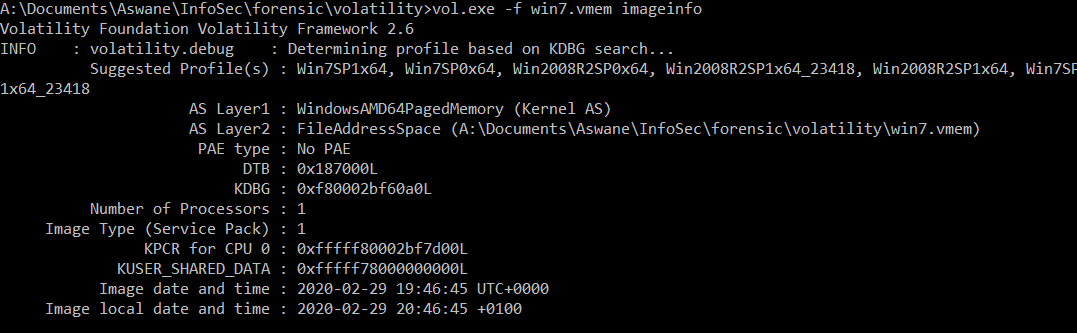 A:\Documents\Aswane\InfoSec\forensic\volatility>vol.exe -f win7.vmem imageinfo
Volatility Foundation Volatility Framework 2.6
INFO    : volatility.debug    : Determining profile based on KDBG search...
          Suggested Profile(s) : Win7SP1x64, Win7SP0x64, Win2008R2SP0x64, Win2008R2SP1x64_23418, Win2008R2SP1x64, Win7SP
1x64_23418
                     AS Layer1 : WindowsAMD64PagedMemory (Kernel AS)
                     AS Layer2 : FileAddressSpace (A:\Documents\Aswane\InfoSec\forensic\volatility\win7.vmem)
                      PAE type : No PAE
                           DTB : 0x187000L
                          KDBG : 0xf80002bf60a0L
          Number of Processors : 1
     Image Type (Service Pack) : 1
                KPCR for CPU 0 : 0xfffff80002bf7d00L
             KUSER_SHARED_DATA : 0xfffff78000000000L
           Image date and time : 2020-02-29 19:46:45 UTC+0000
     Image local date and time : 2020-02-29 20:46:45 +0100